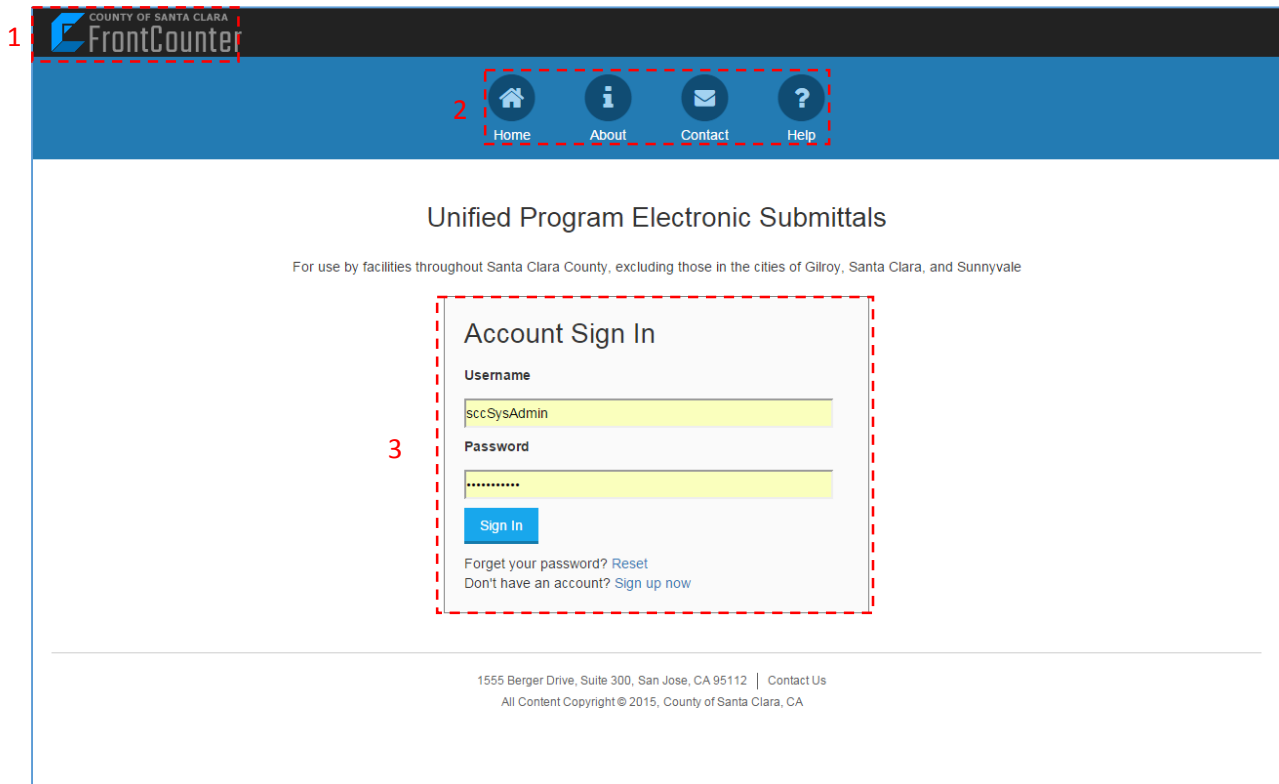 1
COUNTY OF SANTA CLARA
FrontCounter
2
Home About Contact Help
Unified Program Electronic Submittals
For use by facilities throughout Santa Clara County, excluding those in the cities of Gilroy, Santa Clara, and Sunnyvale
3
Account Sign In
Username
sccSysAdmin
Password
•••••••••••
Sign In
Forget your password? Reset
Don't have an account? Sign up now
1555 Berger Drive, Suite 300, San Jose, CA 95112 | Contact Us
All Content Copyright © 2015, County of Santa Clara, CA